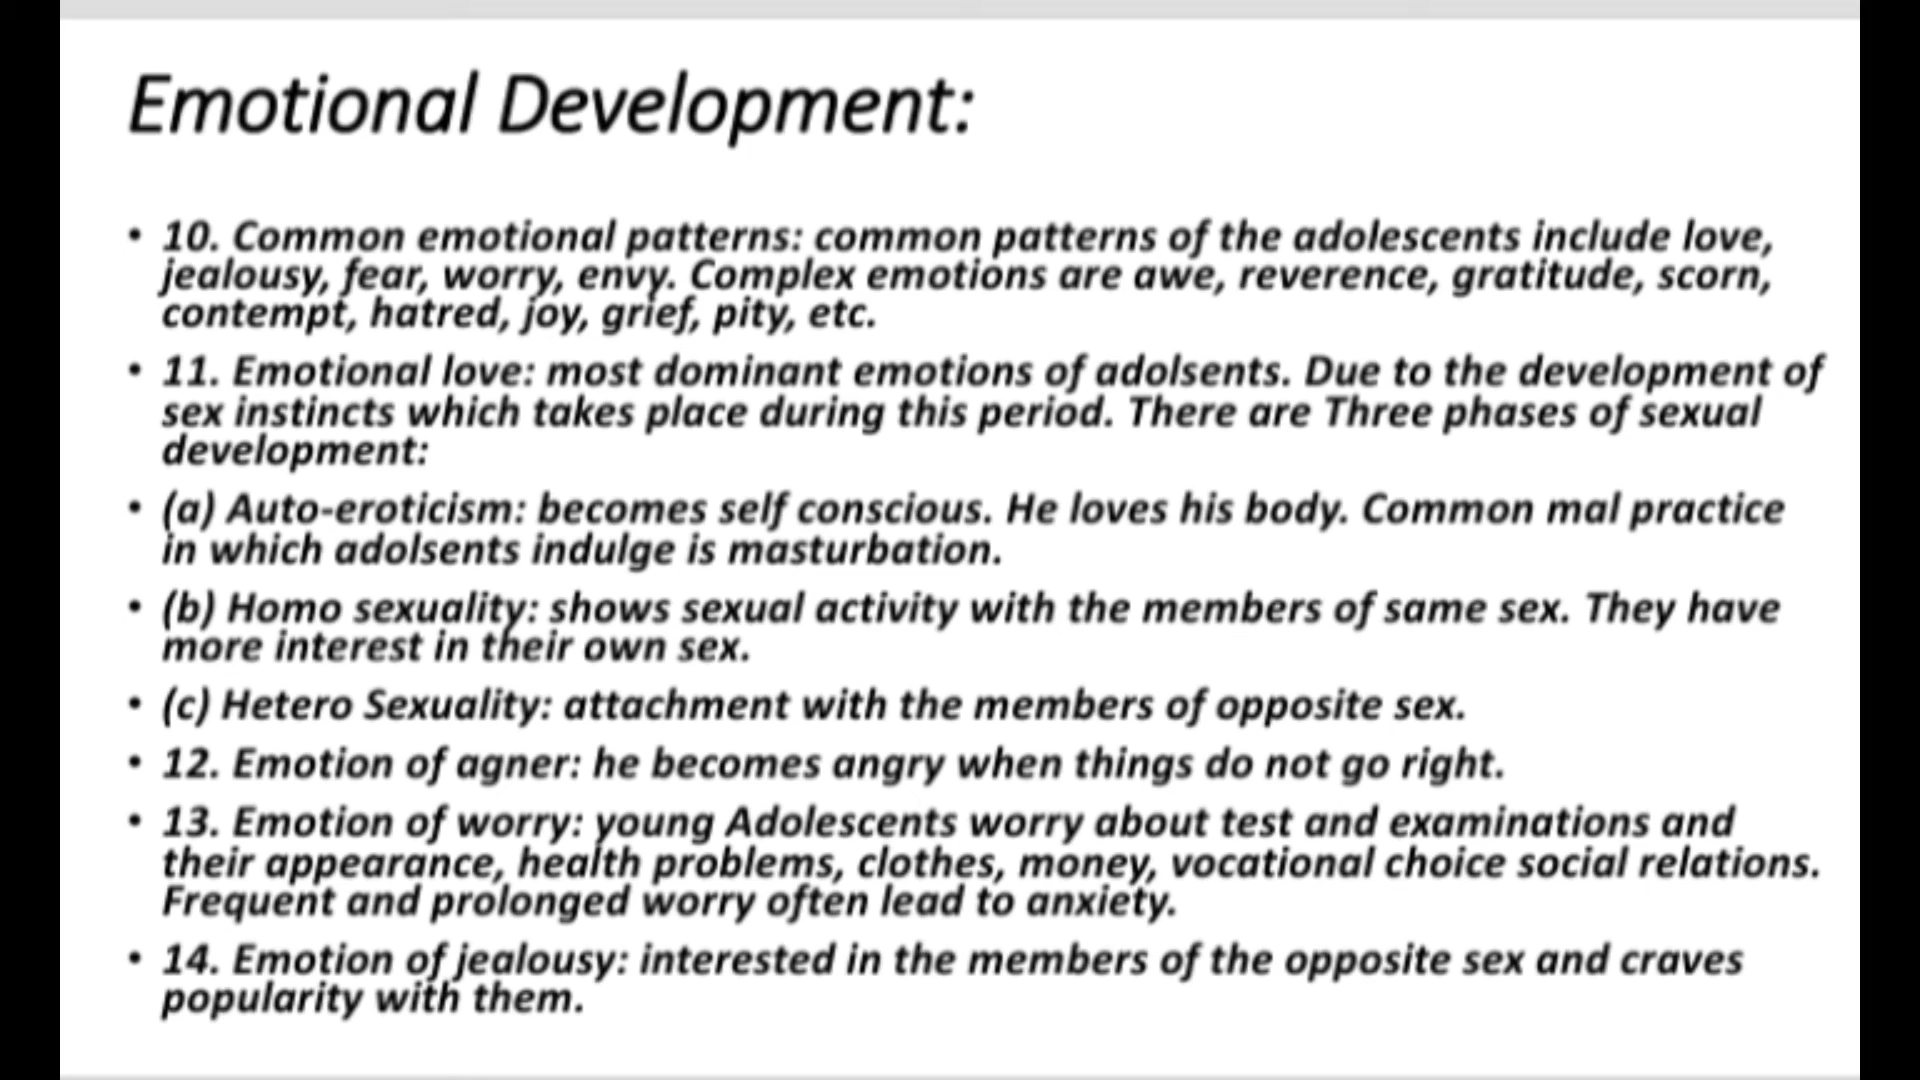 Emotional Development:
• 10. Common emotional patterns: common patterns of the adolescents include love,
jealousy, fear, worry, envy. Complex emotions are awe, reverence, gratitude, scorn,
contempt, hatred, joy, grief, pity, etc.
• 11. Emotional love: most dominant emotions of adolsents. Due to the development of
sex instincts which takes place during this period. There are Three phases of sexual
development:
• (a) Auto-eroticism: becomes self conscious. He loves his body. Common mal practice
in which adolsents indulge is masturbation.
• (b) Homo sexuality: shows sexual activity with the members of same sex. They have
more interest in their own sex.
• (c) Hetero Sexuality: attachment with the members of opposite sex.
• 12. Emotion of agner: he becomes angry when things do not go right.
• 13. Emotion of worry: young Adolescents worry about test and examinations and
their appearance, health problems, clothes, money, vocational choice social relations.
Frequent and prolonged worry often lead to anxiety.
• 14. Emotion of jealousy: interested in the members of the opposite sex and craves
popularity with them.